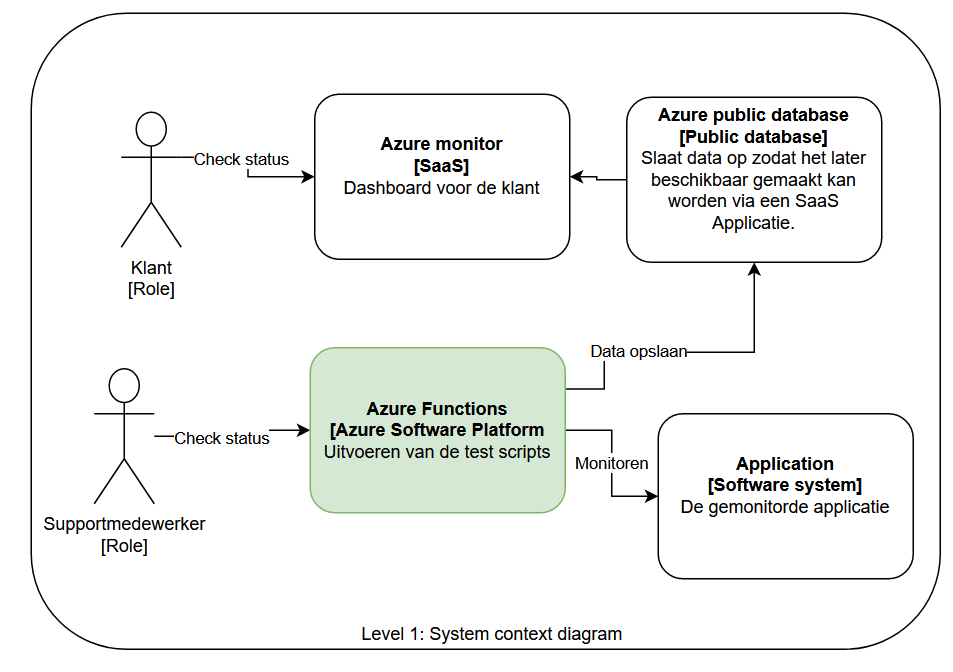 Check status
Klant
[Role]
Azure monitor
[SaaS]
Dashboard voor de klant
Azure public database
[Public database]
Slaat data op zodat het later
beschikbaar gemaakt kan
worden via een SaaS
Applicatie.
Check status
Supportmedewerker
[Role]
Azure Functions
[Azure Software Platform
Uitvoeren van de test scripts
Data opslaan
Monitoren
Application
[Software system]
De gemonitorde applicatie
Level 1: System context diagram